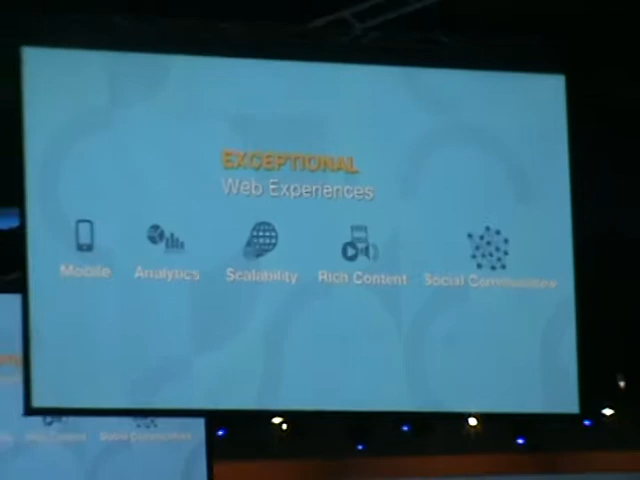 EXCEPTIONAL
Web Experiences
Mobile Analytics Scalability Rich Content Social Communities